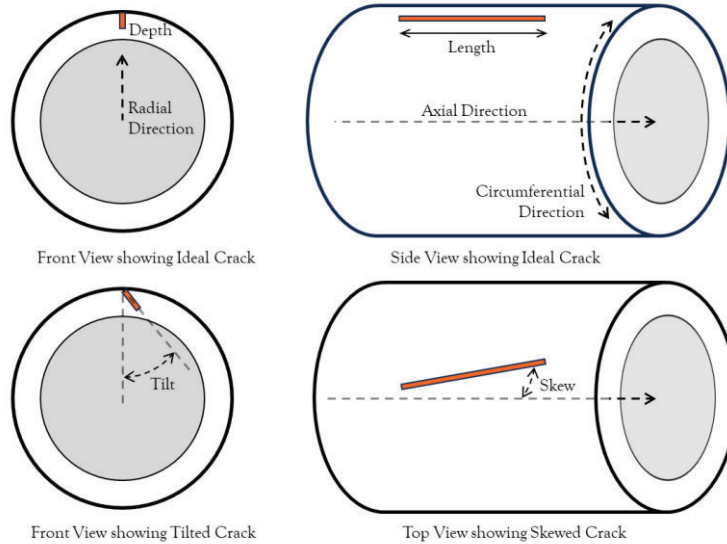 Depth
Radial
Direction
Front View showing Ideal Crack
Length
Axial Direction
Circumferential
Direction
Side View showing Ideal Crack
Tilt
Front View showing Tilted Crack
Skew
Top View showing Skewed Crack